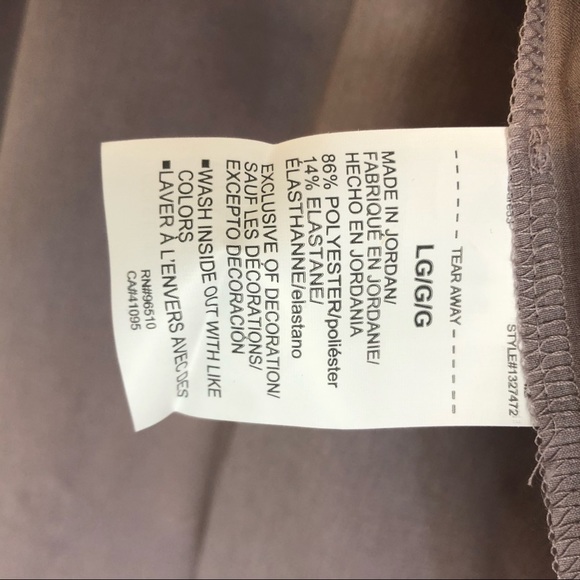 STYLE#1327472
TEAR AWAY
LG/G/G
MADE IN JORDAN/
FABRIQUÉ EN JORDANIE/
HECHO EN JORDANIA
86% POLYESTER/poliéster
14% ELASTANE/
ÉLASTHANNE/elastano
EXCLUSIVE OF DECORATION/
SAUF LES DÉCORATIONS/
EXCEPTO DECORACIÓN
▪WASH INSIDE OUT WITH LIKE
COLORS
▪LAVER À L'ENVERS AVEC DES
RN#96510
CA#41095